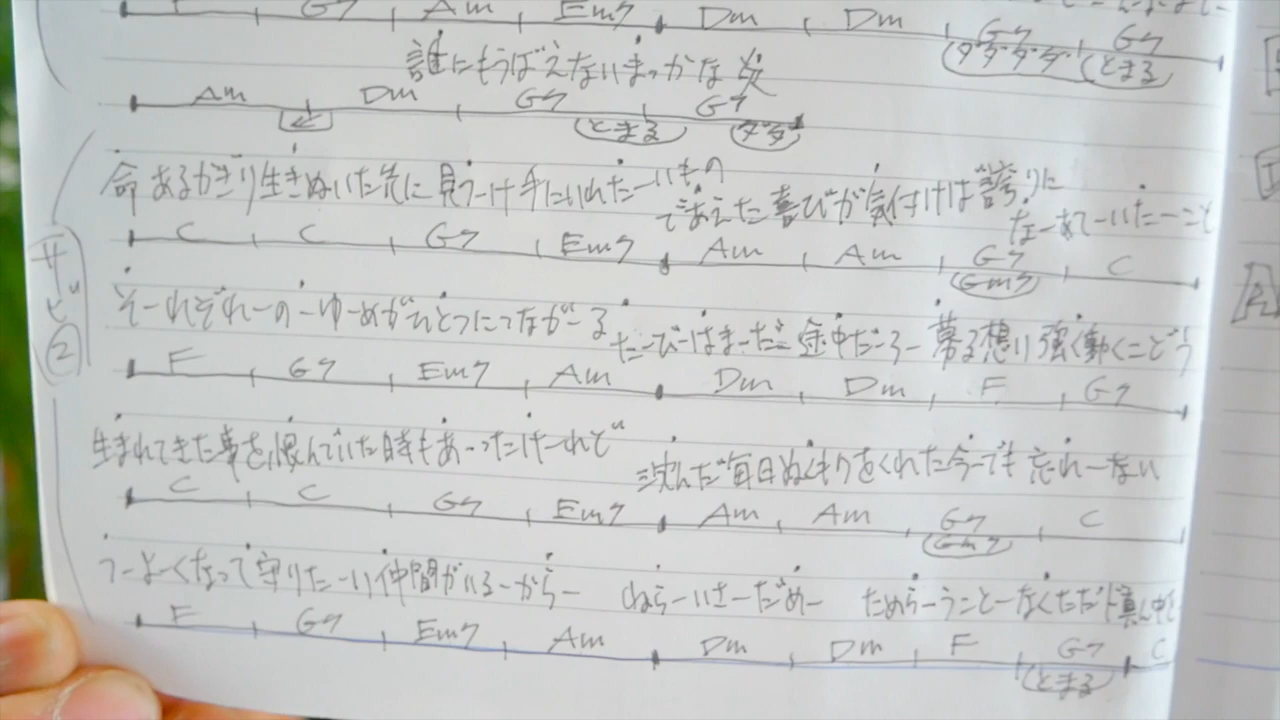 F G7 Am Em7 Dm Dm G7 G7
ダダダダ とまる
誰にもうばえないまっかな炎
Am Dm G7 G7
とまる ダダ
命あるかぎり生きぬいた先に見つけ手にいれたーいもの
であえた喜びが気付けば誇りに
なーあてーいたーこと
C C G7 Em7 Am Am G7 C
Gm7
サビ②
そーれぞれーのーゆーめがひとつにつながーる
たーびーはまーだー途中だろー 募る想い強く動くこどう
F G7 Em7 Am Dm Dm F G7
生まれてきた事を恨んでいた時もあーったけーれど
沈んだ毎日ぬくもりをくれた今ーでも忘れーない
C C G7 Em7 Am Am G7 C
Gm7
つーよーくなって守りたーい仲間がいるーからー
ねらーいさーだめー ためらーうことーなくただド真ん中を
F G7 Em7 Am Dm Dm F G7 C
とまる